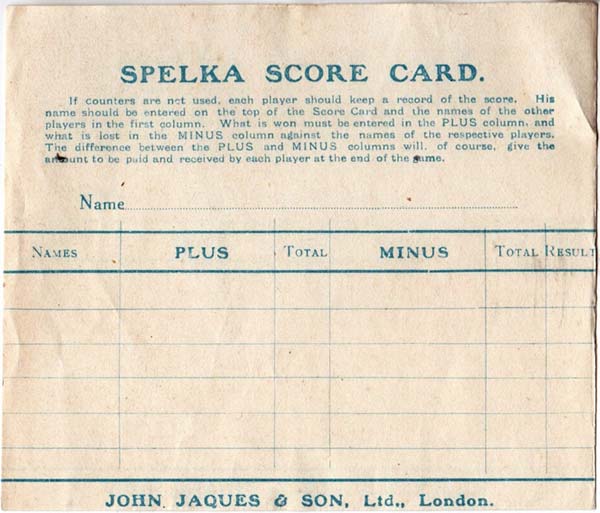 SPELKA SCORE CARD.
If counters are not used, each player should keep a record of the score. His
name should be entered on the top of the Score Card and the names of the other
players in the first column. What is won must be entered in the PLUS column, and
what is lost in the MINUS column against the names of the respective players.
The difference between the PLUS and MINUS columns will, of course, give the
amount to be paid and received by each player at the end of the game.
Name
NAMES PLUS TOTAL MINUS TOTAL RESULT
JOHN JAQUES & SON, Ltd., London.